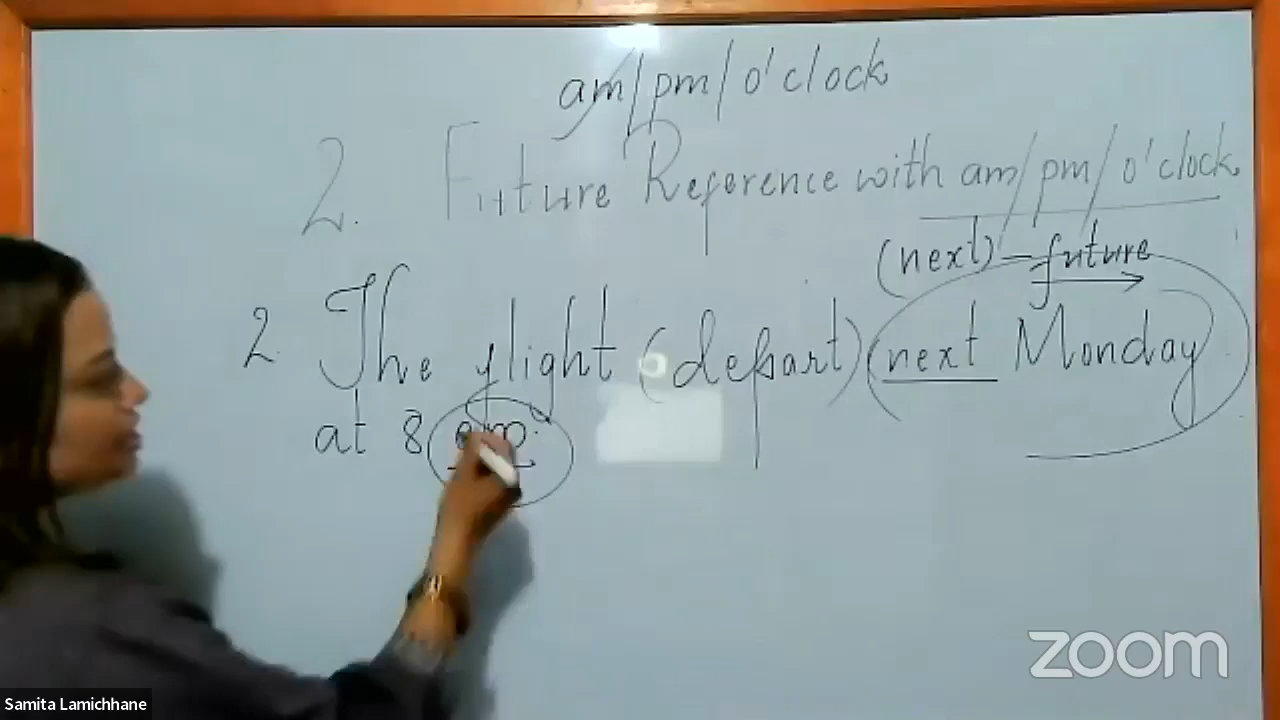 am/pm/o'clock
2. Future Reference with am/pm/o'clock
(next) - future
2. The flight (depart) (next Monday
at 8 am.
zoom
Samita Lamichhane